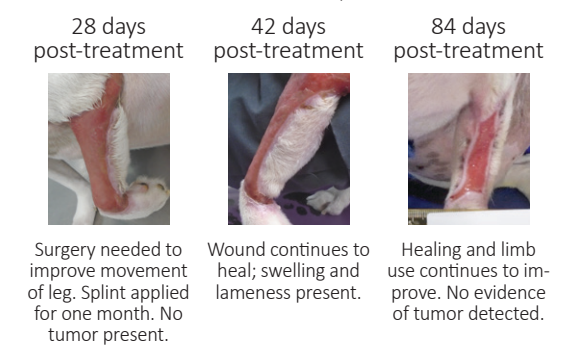 28 days
post-treatment
42 days
post-treatment
84 days
post-treatment
Surgery needed to
improve movement
of leg. Splint applied
for one month. No
tumor present.
Wound continues to
heal; swelling and
lameness present.
Healing and limb
use continues to im-
prove. No evidence
of tumor detected.